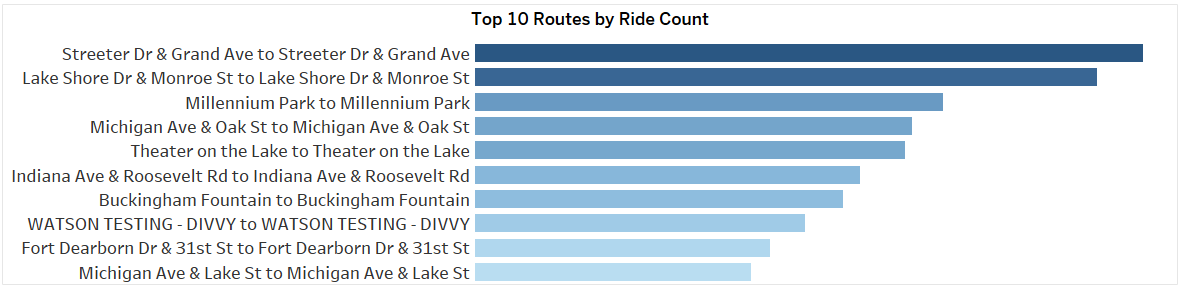 Top 10 Routes by Ride Count
Streeter Dr & Grand Ave to Streeter Dr & Grand Ave
Lake Shore Dr & Monroe St to Lake Shore Dr & Monroe St
Millennium Park to Millennium Park
Michigan Ave & Oak St to Michigan Ave & Oak St
Theater on the Lake to Theater on the Lake
Indiana Ave & Roosevelt Rd to Indiana Ave & Roosevelt Rd
Buckingham Fountain to Buckingham Fountain
WATSON TESTING - DIVVY to WATSON TESTING - DIVVY
Fort Dearborn Dr & 31st St to Fort Dearborn Dr & 31st St
Michigan Ave & Lake St to Michigan Ave & Lake St